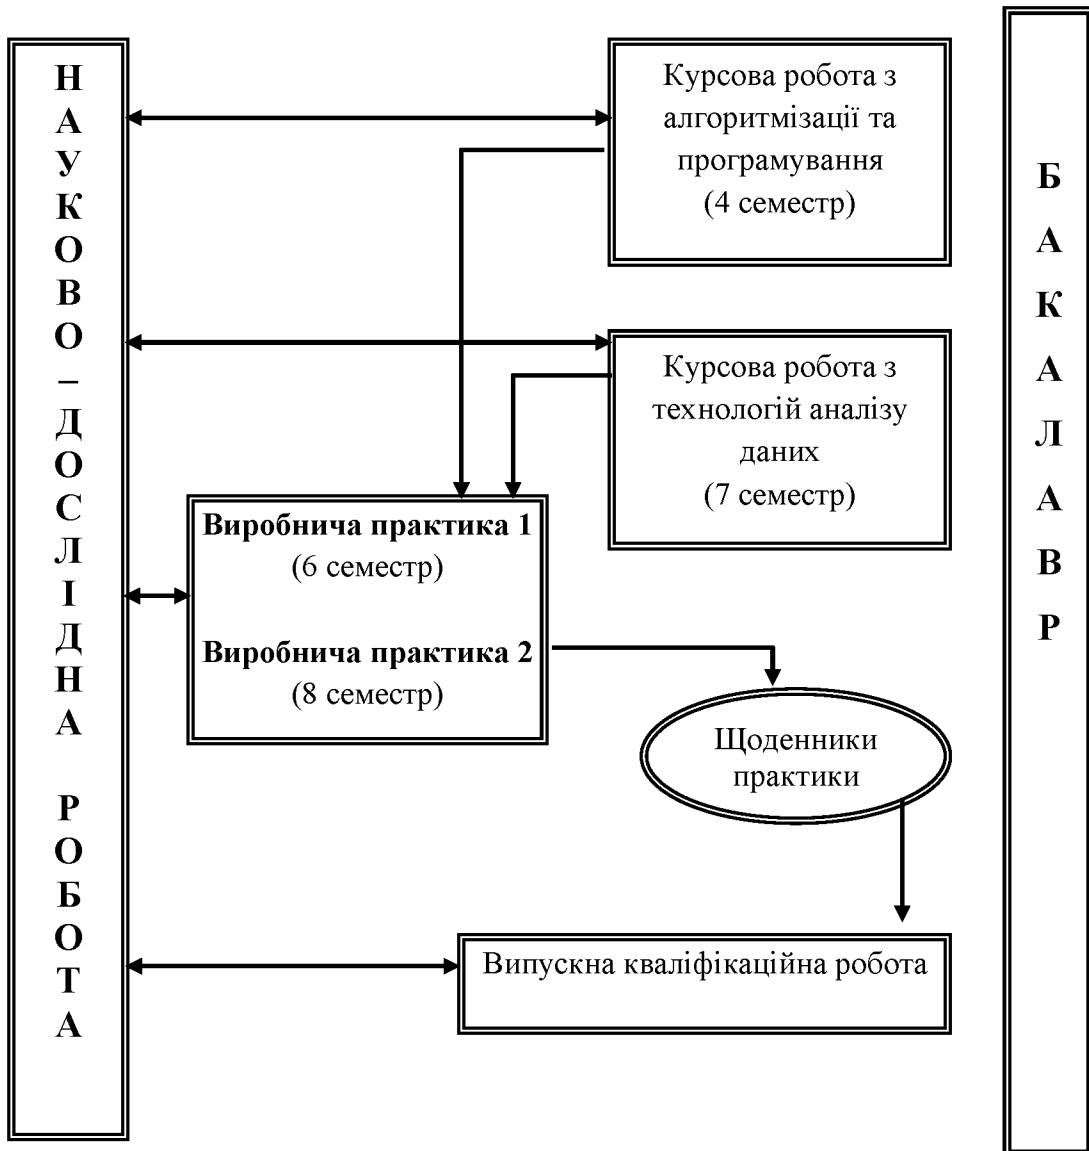 НАУКОВО – ДОСЛІДНА РОБОТА
Курсова робота з
алгоритмізації та
програмування
(4 семестр)
Курсова робота з
технологій аналізу
даних
(7 семестр)
Виробнича практика 1
(6 семестр)
Виробнича практика 2
(8 семестр)
Щоденники
практики
Випускна кваліфікаційна робота
БАКАЛАВР